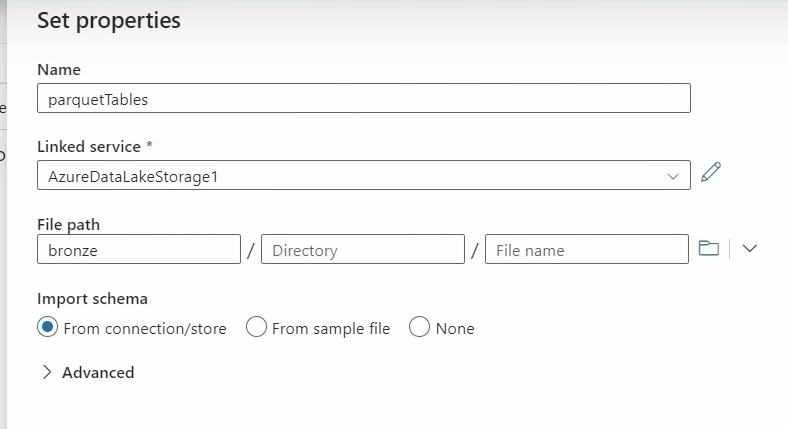 Set properties
Name
parquetTables
Linked service *
AzureDataLakeStorage1
File path
bronze / Directory / File name
Import schema
From connection/store From sample file None
Advanced